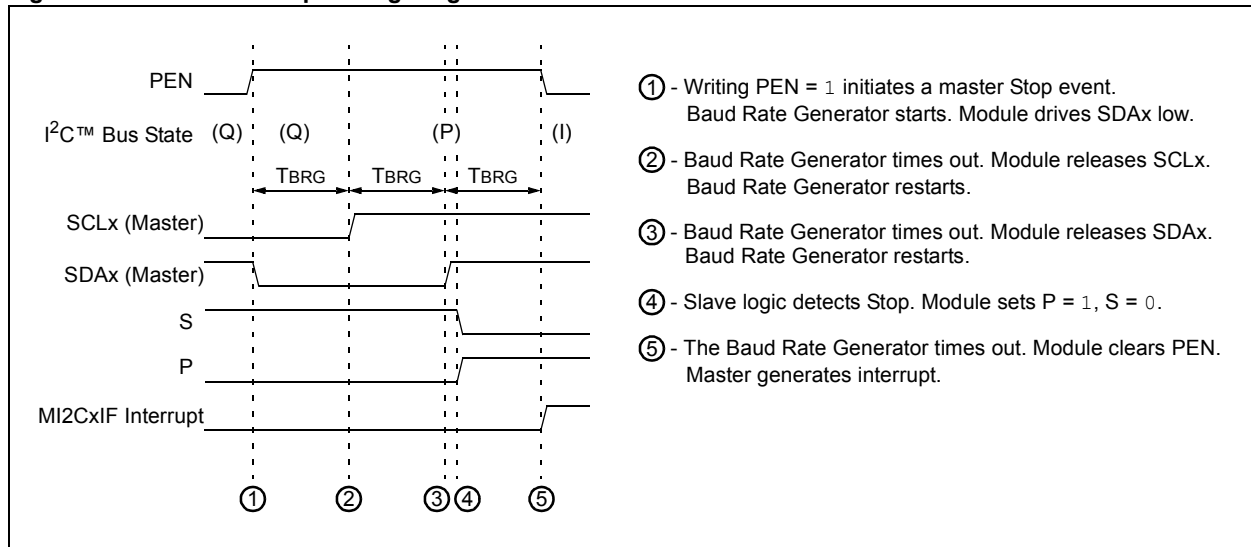 PEN
I2C™ Bus State (Q) (Q) (P) (I)
TBRG TBRG TBRG
SCLx (Master)
SDAx (Master)
S
P
MI2CxIF Interrupt
1 2 3 4 5
1 - Writing PEN = 1 initiates a master Stop event.
Baud Rate Generator starts. Module drives SDAx low.
2 - Baud Rate Generator times out. Module releases SCLx.
Baud Rate Generator restarts.
3 - Baud Rate Generator times out. Module releases SDAx.
Baud Rate Generator restarts.
4 - Slave logic detects Stop. Module sets P = 1, S = 0.
5 - The Baud Rate Generator times out. Module clears PEN.
Master generates interrupt.